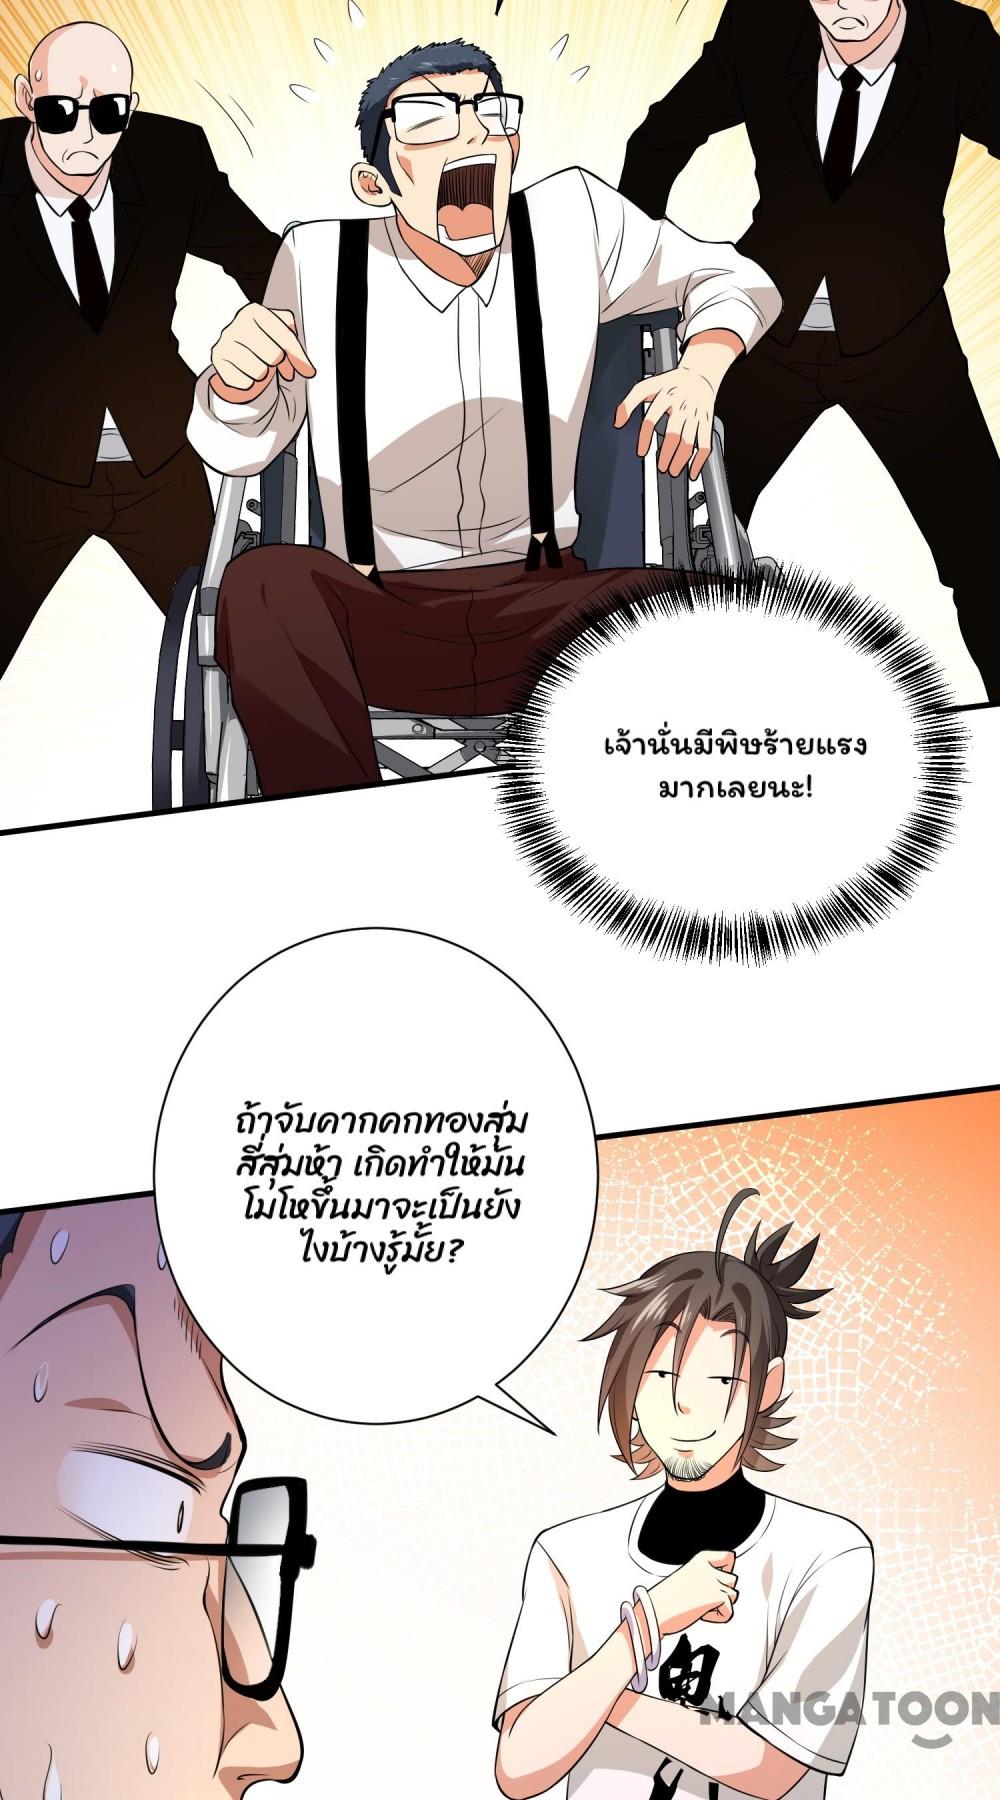 เจ้านั่นมีพิษร้ายแรง
มากเลยนะ!
ถ้าจับคากคกทองสุ่ม
สี่สุ่มห้า เกิดทำให้มัน
โมโหขึ้นมาจะเป็นยัง
ไงบ้างรู้มั้ย?
MANGATOON